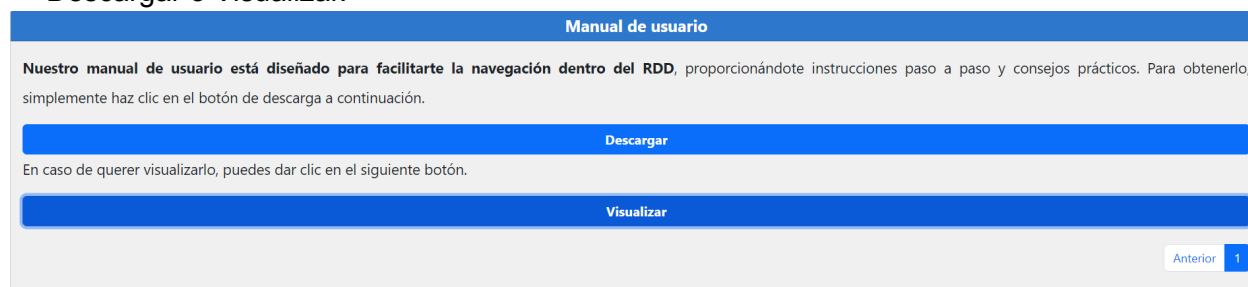 Descargar o Visualizar.
Manual de usuario
Nuestro manual de usuario está diseñado para facilitarte la navegación dentro del RDD, proporcionándote instrucciones paso a paso y consejos prácticos. Para obtenerlo,
simplemente haz clic en el botón de descarga a continuación.
Descargar
En caso de querer visualizarlo, puedes dar clic en el siguiente botón.
Visualizar
Anterior 1